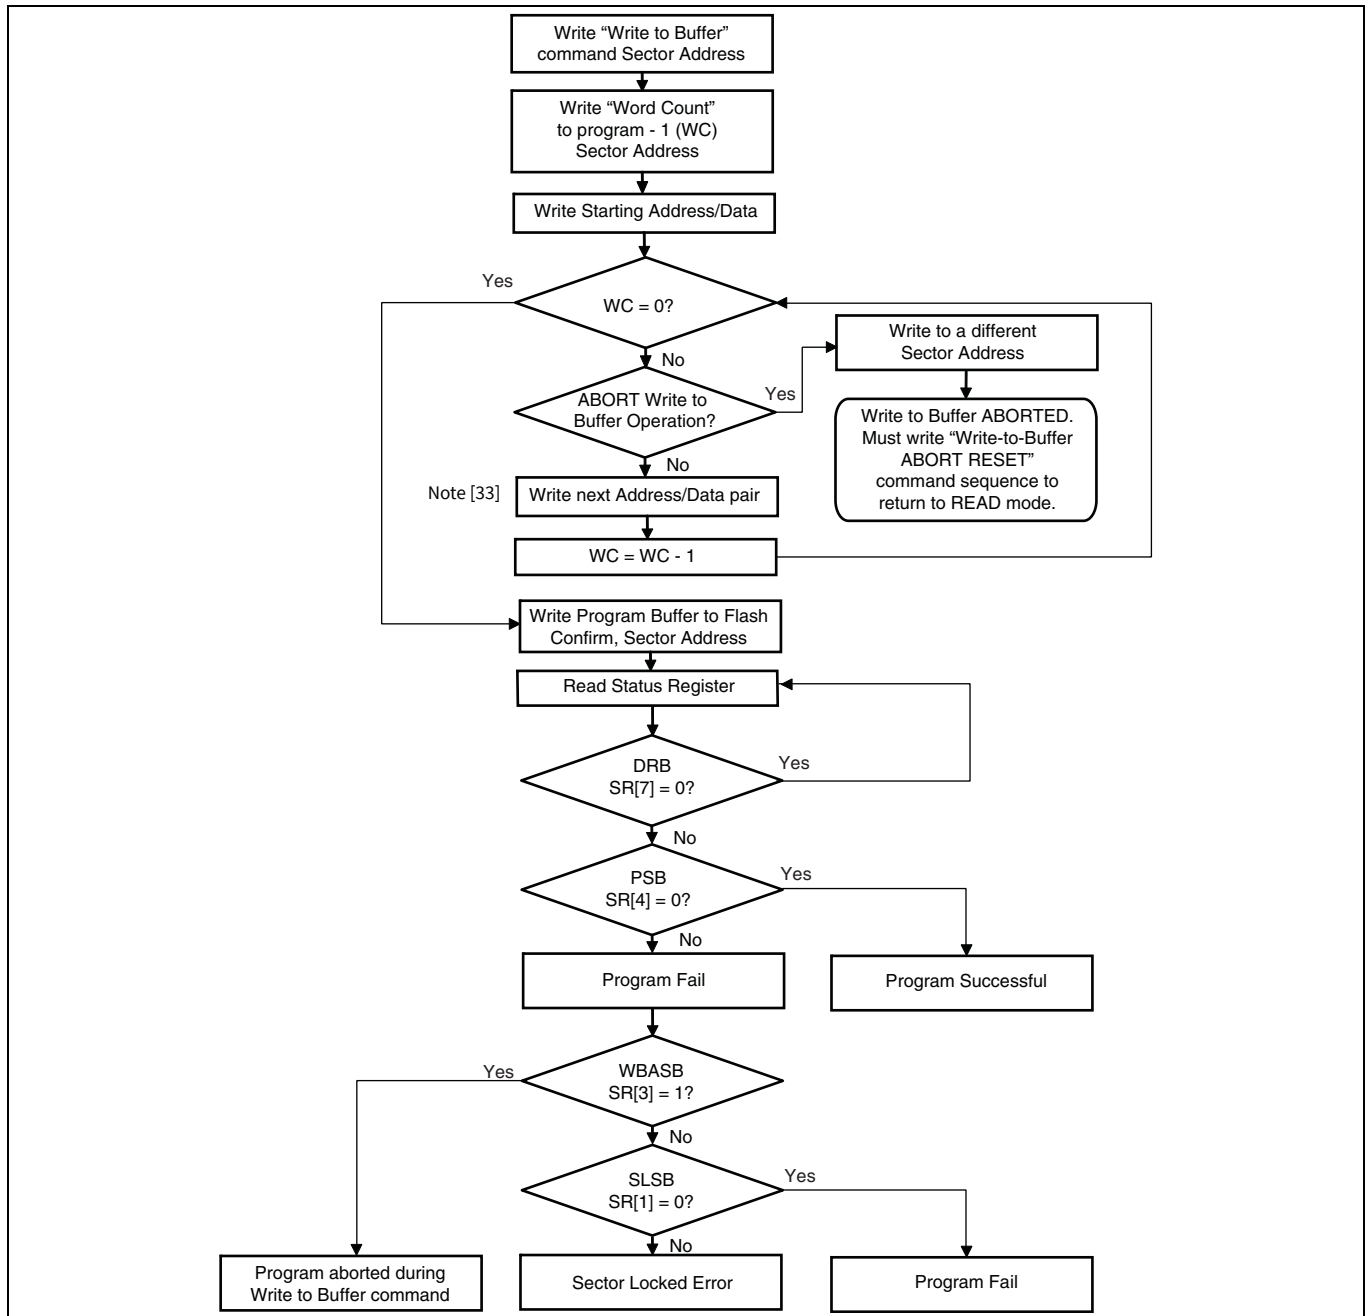 Write “Write to Buffer”
command Sector Address
Write “Word Count”
to program - 1 (WC)
Sector Address
Write Starting Address/Data
Yes
WC = 0?
No
Write to a different
Sector Address
ABORT Write to
Buffer Operation?
Yes
No
Write to Buffer ABORTED.
Must write “Write-to-Buffer
ABORT RESET”
command sequence to
return to READ mode.
Note [33]
Write next Address/Data pair
WC = WC - 1
Write Program Buffer to Flash
Confirm, Sector Address
Read Status Register
DRB
SR[7] = 0?
Yes
No
PSB
SR[4] = 0?
Yes
No
Program Fail
Program Successful
WBASB
SR[3] = 1?
Yes
No
SLSB
SR[1] = 0?
Yes
No
Program aborted during
Write to Buffer command
Sector Locked Error
Program Fail